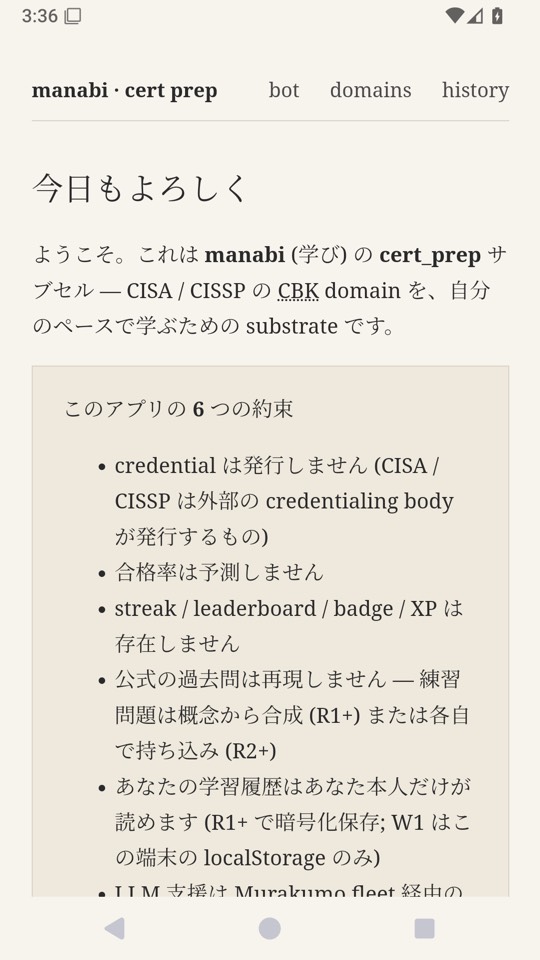 3:36
manabi · cert prep bot domains history
今日もよろしく
ようこそ。これは manabi (学び) の cert_prep サ
ブセル — CISA / CISSP の CBK domain を、自分
のペースで学ぶための substrate です。
このアプリの 6 つの約束
• credential は発行しません (CISA /
CISSP は外部の credentialing body
が発行するもの)
• 合格率は予測しません
• streak / leaderboard / badge / XP は
存在しません
• 公式の過去問は再現しません — 練習
問題は概念から合成 (R1+) または各自
で持ち込み (R2+)
• あなたの学習履歴はあなた本人だけが
読めます (R1+ で暗号化保存; W1 はこ
の端末の localStorage のみ)
• LLM 支援は Murakumo fleet 経由の